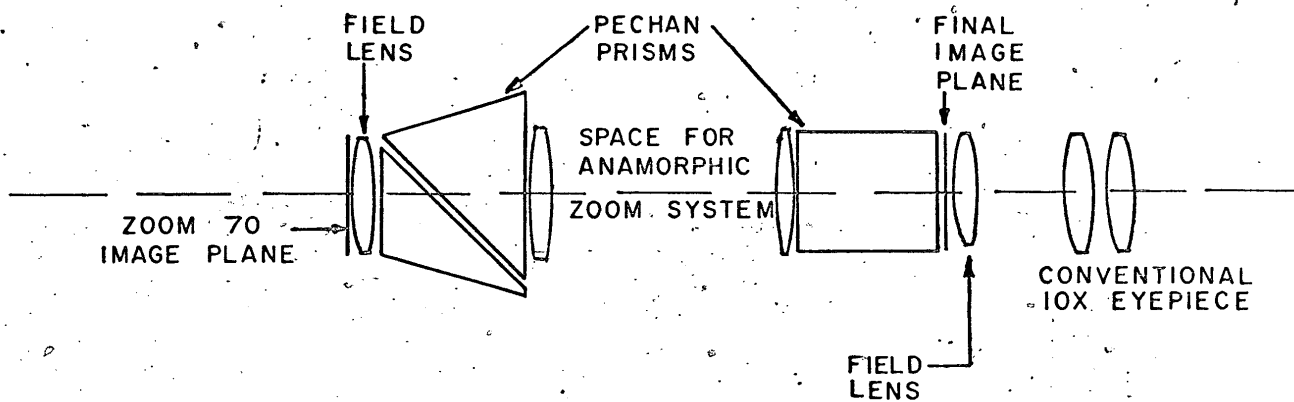 FIELD
LENS
PECHAN
PRISMS
FINAL
IMAGE
PLANE
SPACE FOR
ANAMORPHIC
ZOOM SYSTEM
ZOOM 70
IMAGE PLANE
CONVENTIONAL
10X EYEPIECE
FIELD
LENS